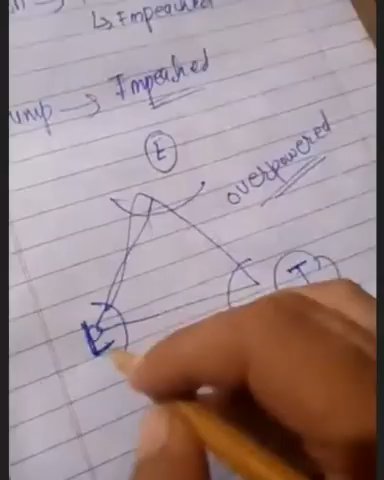 ↳ Impeached
ump → Impeached
E
overpowered
L
J